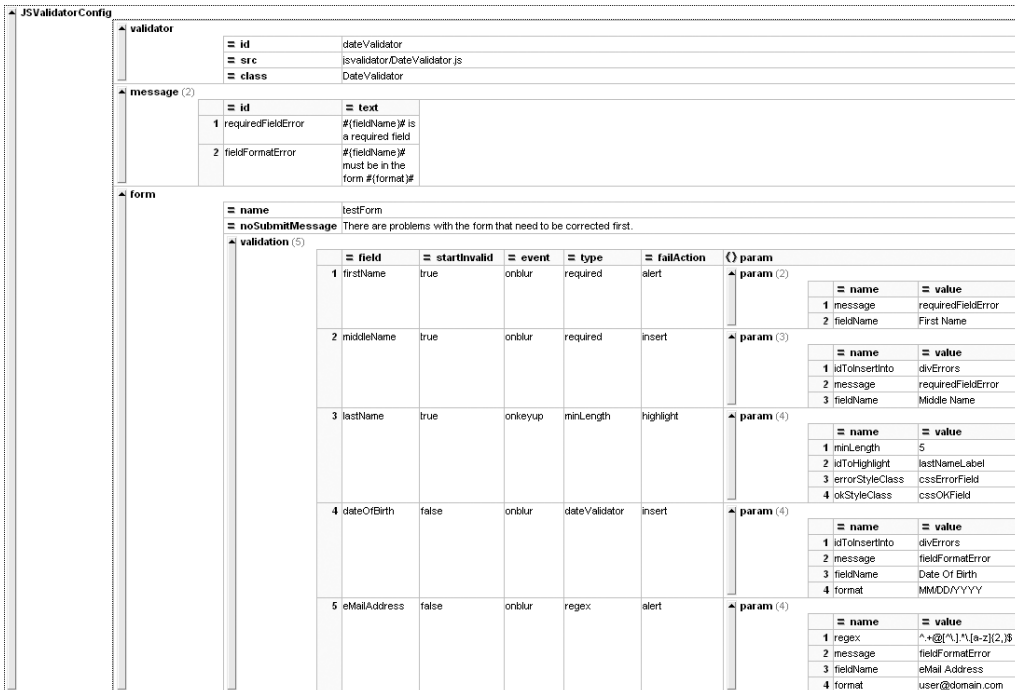 JSValidatorConfig
validator
= id dateValidator
= src jsvalidator/DateValidator.js
= class DateValidator
message (2)
= id = text
1 requiredFieldError #{fieldName}# is
a required field
2 fieldFormatError #{fieldName}#
must be in the
form #{format}#
form
= name testForm
= noSubmitMessage There are problems with the form that need to be corrected first.
validation (5)
= field = startInvalid = event = type = failAction () param
1 firstName true onblur required alert param (2)
= name = value
1 message requiredFieldError
2 fieldName First Name
2 middleName true onblur required insert param (3)
= name = value
1 idToInsertInto divErrors
2 message requiredFieldError
3 fieldName Middle Name
3 lastName true onkeyup minLength highlight param (4)
= name = value
1 minLength 5
2 idToHighlight lastNameLabel
3 errorStyleClass cssErrorField
4 okStyleClass cssOKField
4 dateOfBirth false onblur dateValidator insert param (4)
= name = value
1 idToInsertInto divErrors
2 message fieldFormatError
3 fieldName Date Of Birth
4 format MM/DD/YYYY
5 eMailAddress false onblur regex alert param (4)
= name = value
1 regex ^.+@[^\.].*\.[a-z]{2,}$
2 message fieldFormatError
3 fieldName eMail Address
4 format user@domain.com